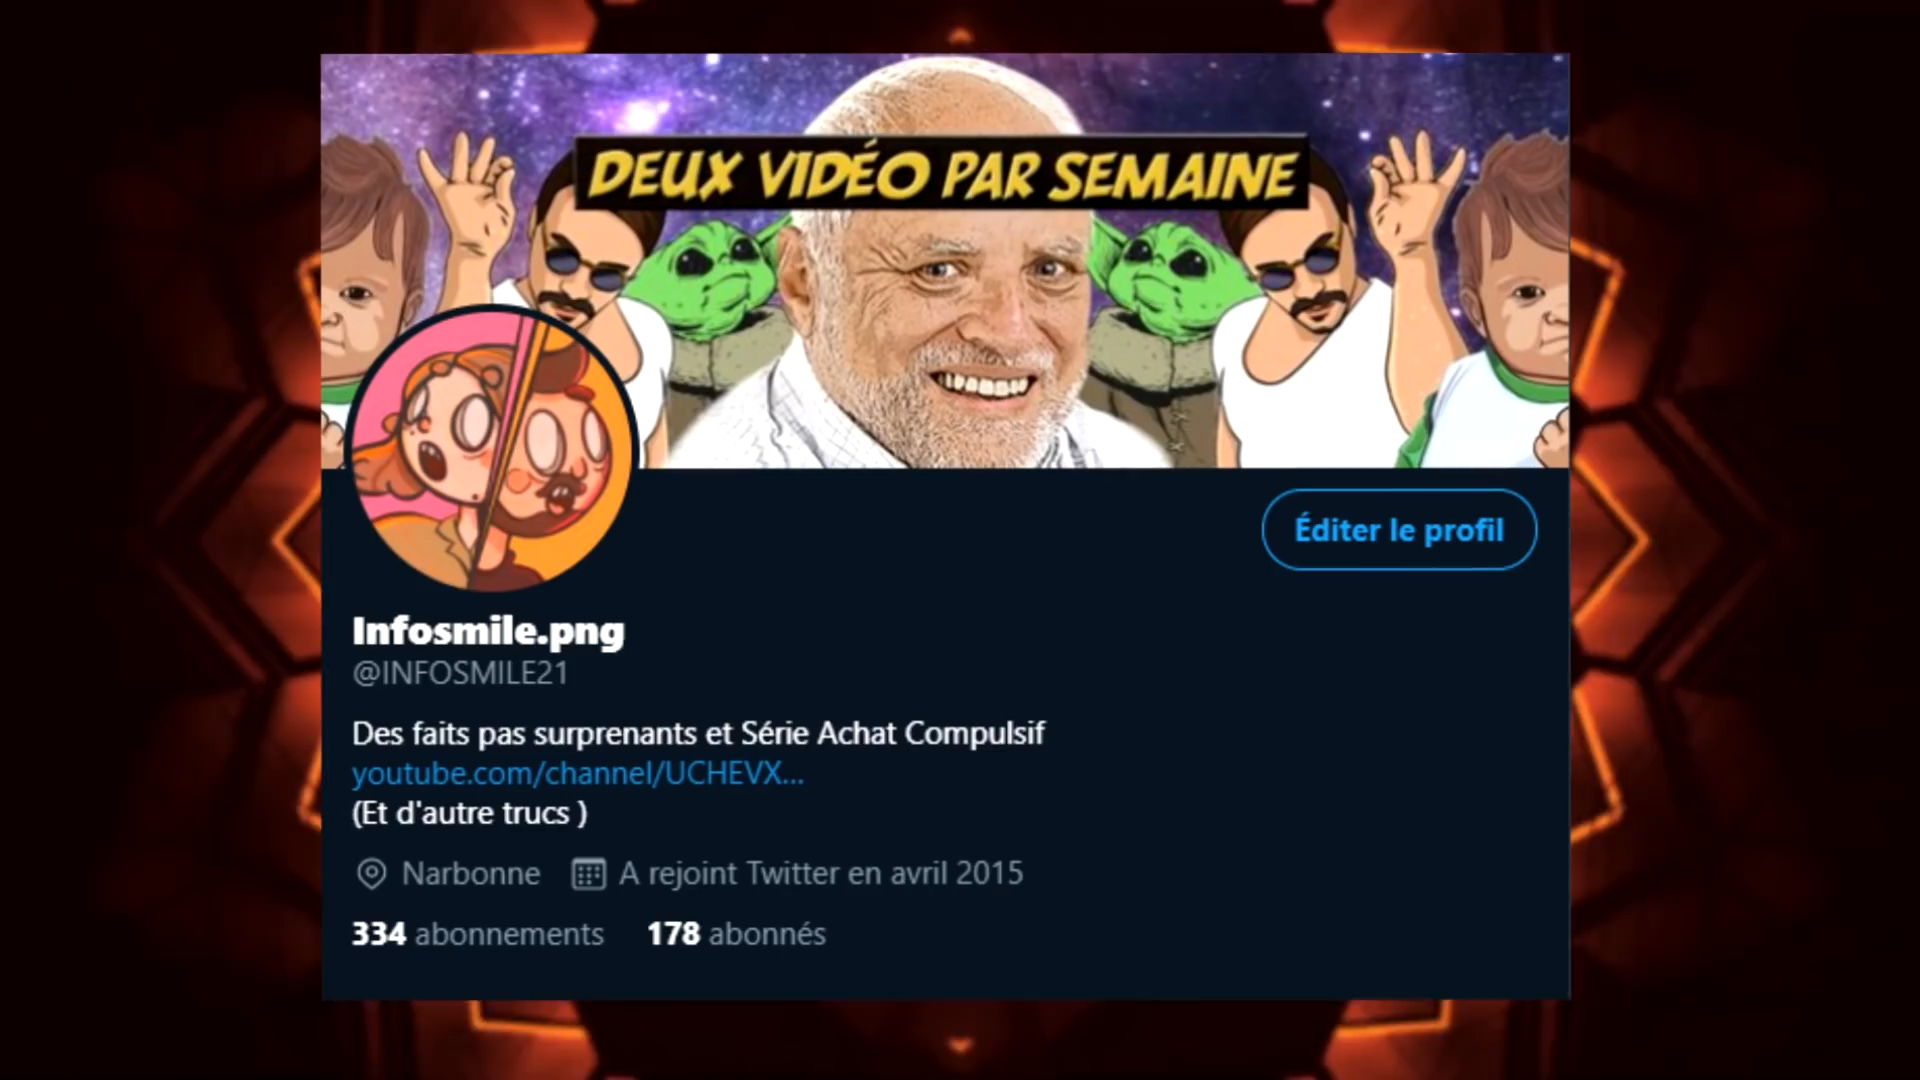 DEUX VIDÉO PAR SEMAINE
Éditer le profil
Infosmile.png
@INFOSMILE21
Des faits pas surprenants et Série Achat Compulsif
youtube.com/channel/UCHEVX...
(Et d'autre trucs )
Narbonne A rejoint Twitter en avril 2015
334 abonnements 178 abonnés